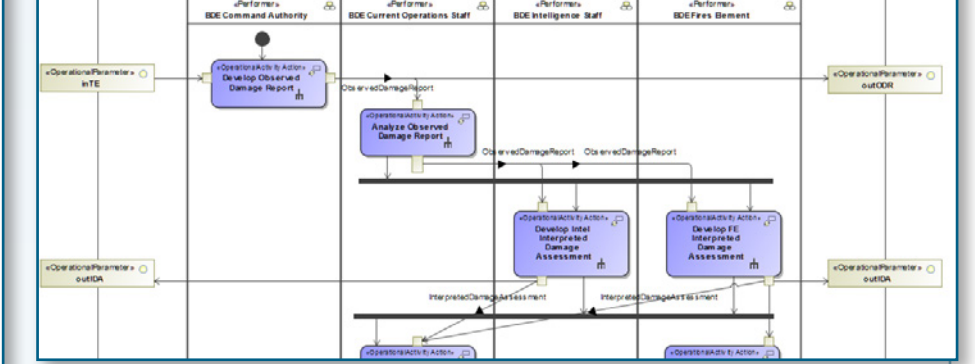 «Performer»
BDE Command Authority
«Performer»
BDE Current Operations Staff
«Performer»
BDE Intelligence Staff
«Performer»
BDE Fires Element
«OperationalParameter»
inTE
«OperationalActivity Action»
Develop Observed
Damage Report
«OperationalParameter»
outODR
ObservedDamageReport
«OperationalActivity Action»
Analyze Observed
Damage Report
ObservedDamageReport
ObservedDamageReport
«OperationalActivity Action»
Develop Intel
Interpreted
Damage
Assessment
«OperationalActivity Action»
Develop FE
Interpreted
Damage
Assessment
«OperationalParameter»
outIDA
«OperationalParameter»
outIDA
InterpretedDamageAssessment
InterpretedDamageAssessment
«OperationalActivity Action»
«OperationalActivity Action»